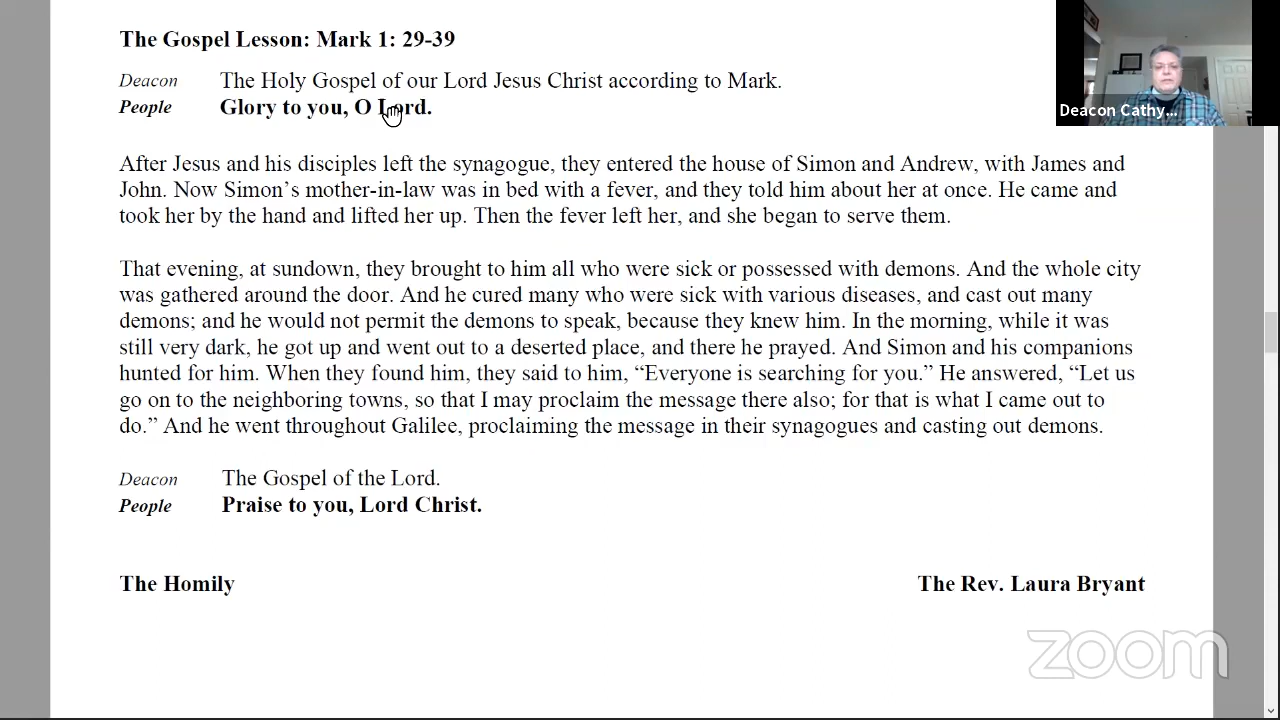 The Gospel Lesson: Mark 1: 29-39
Deacon The Holy Gospel of our Lord Jesus Christ according to Mark.
People Glory to you, O Lord.
Deacon Cathy...
After Jesus and his disciples left the synagogue, they entered the house of Simon and Andrew, with James and
John. Now Simon’s mother-in-law was in bed with a fever, and they told him about her at once. He came and
took her by the hand and lifted her up. Then the fever left her, and she began to serve them.
That evening, at sundown, they brought to him all who were sick or possessed with demons. And the whole city
was gathered around the door. And he cured many who were sick with various diseases, and cast out many
demons; and he would not permit the demons to speak, because they knew him. In the morning, while it was
still very dark, he got up and went out to a deserted place, and there he prayed. And Simon and his companions
hunted for him. When they found him, they said to him, “Everyone is searching for you.” He answered, “Let us
go on to the neighboring towns, so that I may proclaim the message there also; for that is what I came out to
do.” And he went throughout Galilee, proclaiming the message in their synagogues and casting out demons.
Deacon The Gospel of the Lord.
People Praise to you, Lord Christ.
The Homily The Rev. Laura Bryant
zoom